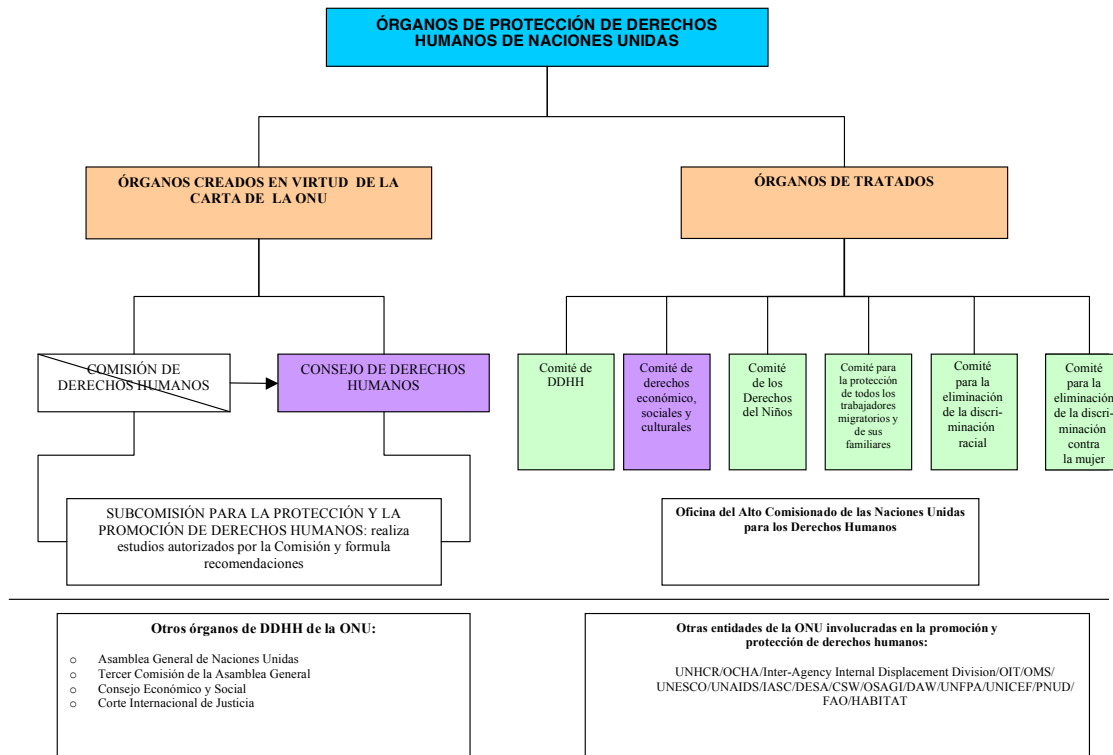 ÓRGANOS DE PROTECCIÓN DE DERECHOS
HUMANOS DE NACIONES UNIDAS
ÓRGANOS CREADOS EN VIRTUD DE LA
CARTA DE LA ONU
ÓRGANOS DE TRATADOS
COMISIÓN DE
DERECHOS HUMANOS
CONSEJO DE DERECHOS
HUMANOS
Comité de
DDHH
Comité de
derechos
económico,
sociales y
culturales
Comité
de los
Derechos
del Niños
Comité para
la protección
de todos los
trabajadores
migratorios y
de sus
familiares
Comité
para la
eliminación
de la discri-
minación
racial
Comité
para la
eliminación
de la discri-
minación
contra
la mujer
SUBCOMISIÓN PARA LA PROTECCIÓN Y LA
PROMOCIÓN DE DERECHOS HUMANOS: realiza
estudios autorizados por la Comisión y formula
recomendaciones
Oficina del Alto Comisionado de las Naciones Unidas
para los Derechos Humanos
Otros órganos de DDHH de la ONU:
o Asamblea General de Naciones Unidas
o Tercer Comisión de la Asamblea General
o Consejo Económico y Social
o Corte Internacional de Justicia
Otras entidades de la ONU involucradas en la promoción y
protección de derechos humanos:
UNHCR/OCHA/Inter-Agency Internal Displacement Division/OIT/OMS/
UNESCO/UNAIDS/IASC/DESA/CSW/OSAGI/DAW/UNFPA/UNICEF/PNUD/
FAO/HABITAT